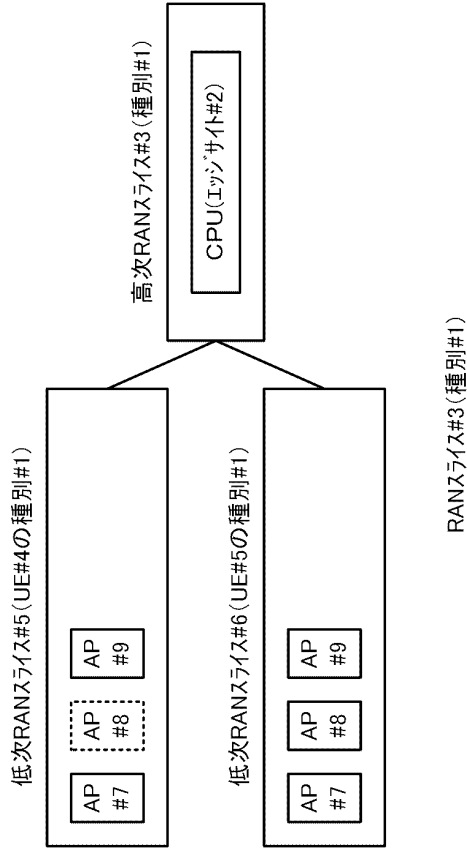 低次RANスライス#5(UE#4の種別#1)
AP
#7
AP
#8
AP
#9
低次RANスライス#6(UE#5の種別#1)
AP
#7
AP
#8
AP
#9
高次RANスライス#3(種別#1)
CPU(エッジサイト#2)
RANスライス#3(種別#1)